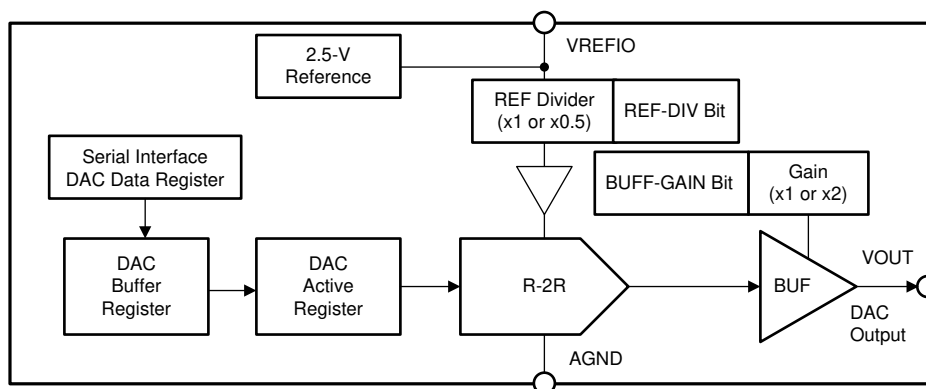 VREFIO
2.5-V
Reference
REF Divider
(x1 or x0.5)
REF-DIV Bit
Serial Interface
DAC Data Register
BUFF-GAIN Bit
Gain
(x1 or x2)
DAC
Buffer
Register
DAC
Active
Register
R-2R
BUF
VOUT
DAC
Output
AGND